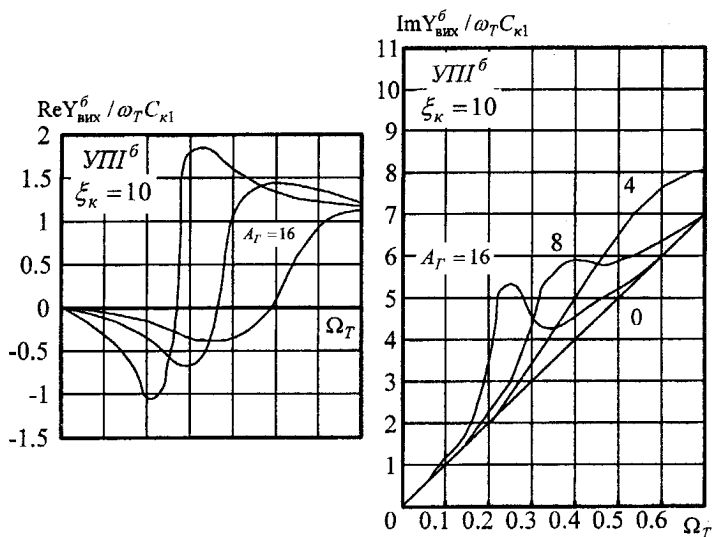 ReY^б_вих / ω_T C_к1
2
1.5
1
0.5
0
-0.5
-1
-1.5
УПІ^б
ξ_к = 10
A_Г = 16
Ω_T
ImY^б_вих / ω_T C_к1
11
10
9
8
7
6
5
4
3
2
1
УПІ^б
ξ_к = 10
4
8
A_Г = 16
0
0 0.1 0.2 0.3 0.4 0.5 0.6 Ω_T